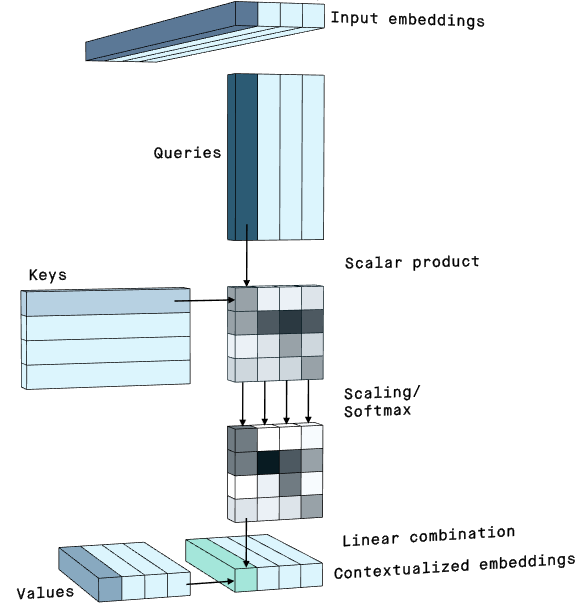 Input embeddings
Queries
Scalar product
Keys
Scaling/
Softmax
Linear combination
Contextualized embeddings
Values